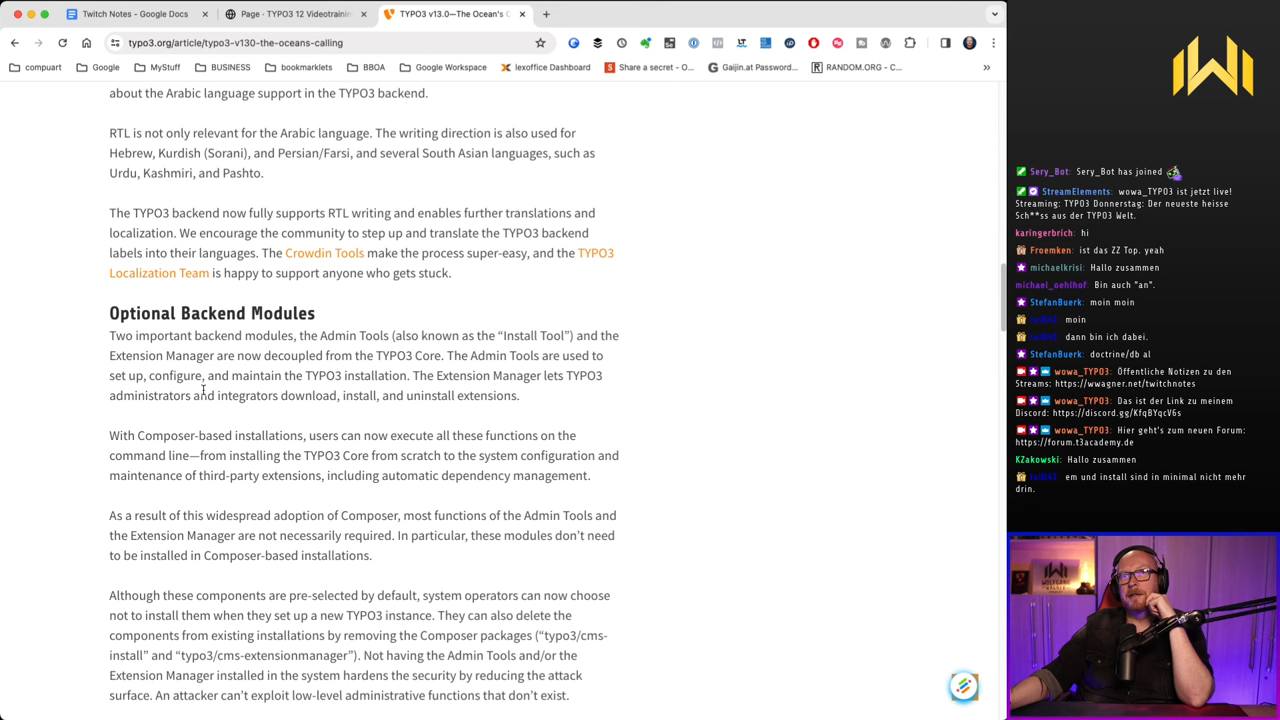 Twitch Notes - Google Docs
Page · TYPO3 12 Videotrainin
TYPO3 v13.0—The Ocean's C
typo3.org/article/typo3-v130-the-oceans-calling
compuart
Google
MyStuff
BUSINESS
bookmarklets
BBOA
Google Workspace
lexoffice Dashboard
Share a secret - O...
Gaijin.at Password...
RANDOM.ORG - C...
about the Arabic language support in the TYPO3 backend.
RTL is not only relevant for the Arabic language. The writing direction is also used for
Hebrew, Kurdish (Sorani), and Persian/Farsi, and several South Asian languages, such as
Urdu, Kashmiri, and Pashto.
The TYPO3 backend now fully supports RTL writing and enables further translations and
localization. We encourage the community to step up and translate the TYPO3 backend
labels into their languages. The Crowdin Tools make the process super-easy, and the TYPO3
Localization Team is happy to support anyone who gets stuck.
Optional Backend Modules
Two important backend modules, the Admin Tools (also known as the “Install Tool”) and the
Extension Manager are now decoupled from the TYPO3 Core. The Admin Tools are used to
set up, configure, and maintain the TYPO3 installation. The Extension Manager lets TYPO3
administrators and integrators download, install, and uninstall extensions.
With Composer-based installations, users can now execute all these functions on the
command line—from installing the TYPO3 Core from scratch to the system configuration and
maintenance of third-party extensions, including automatic dependency management.
As a result of this widespread adoption of Composer, most functions of the Admin Tools and
the Extension Manager are not necessarily required. In particular, these modules don’t need
to be installed in Composer-based installations.
Although these components are pre-selected by default, system operators can now choose
not to install them when they set up a new TYPO3 instance. They can also delete the
components from existing installations by removing the Composer packages (“typo3/cms-
install” and “typo3/cms-extensionmanager”). Not having the Admin Tools and/or the
Extension Manager installed in the system hardens the security by reducing the attack
surface. An attacker can’t exploit low-level administrative functions that don’t exist.
Sery_Bot: Sery_Bot has joined
StreamElements: wowa_TYPO3 ist jetzt live!
Streaming: TYPO3 Donnerstag: Der neueste heisse
Sch**ss aus der TYPO3 Welt.
karingerbrich: hi
Froemken: ist das ZZ Top. yeah
michaelkrisi: Hallo zusammen
michael_oehlhof: Bin auch "an".
StefanBuerk: moin moin
moin
dann bin ich dabei.
StefanBuerk: doctrine/db al
wowa_TYPO3: Öffentliche Notizen zu den
Streams: https://wwagner.net/twitchnotes
wowa_TYPO3: Das ist der Link zu meinem
Discord: https://discord.gg/KfqBYqcV6s
wowa_TYPO3: Hier geht's zum neuen Forum:
https://forum.t3academy.de
KZakowski: Hallo zusammen
em und install sind in minimal nicht mehr
drin.